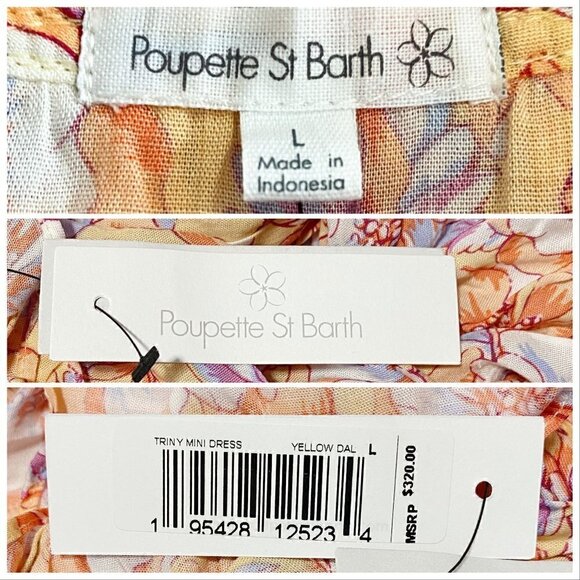 Poupette St Barth
L
Made in
Indonesia
Poupette St Barth
TRINY MINI DRESS YELLOW DAL L
MSRP $320.00
1 95428 12523 4